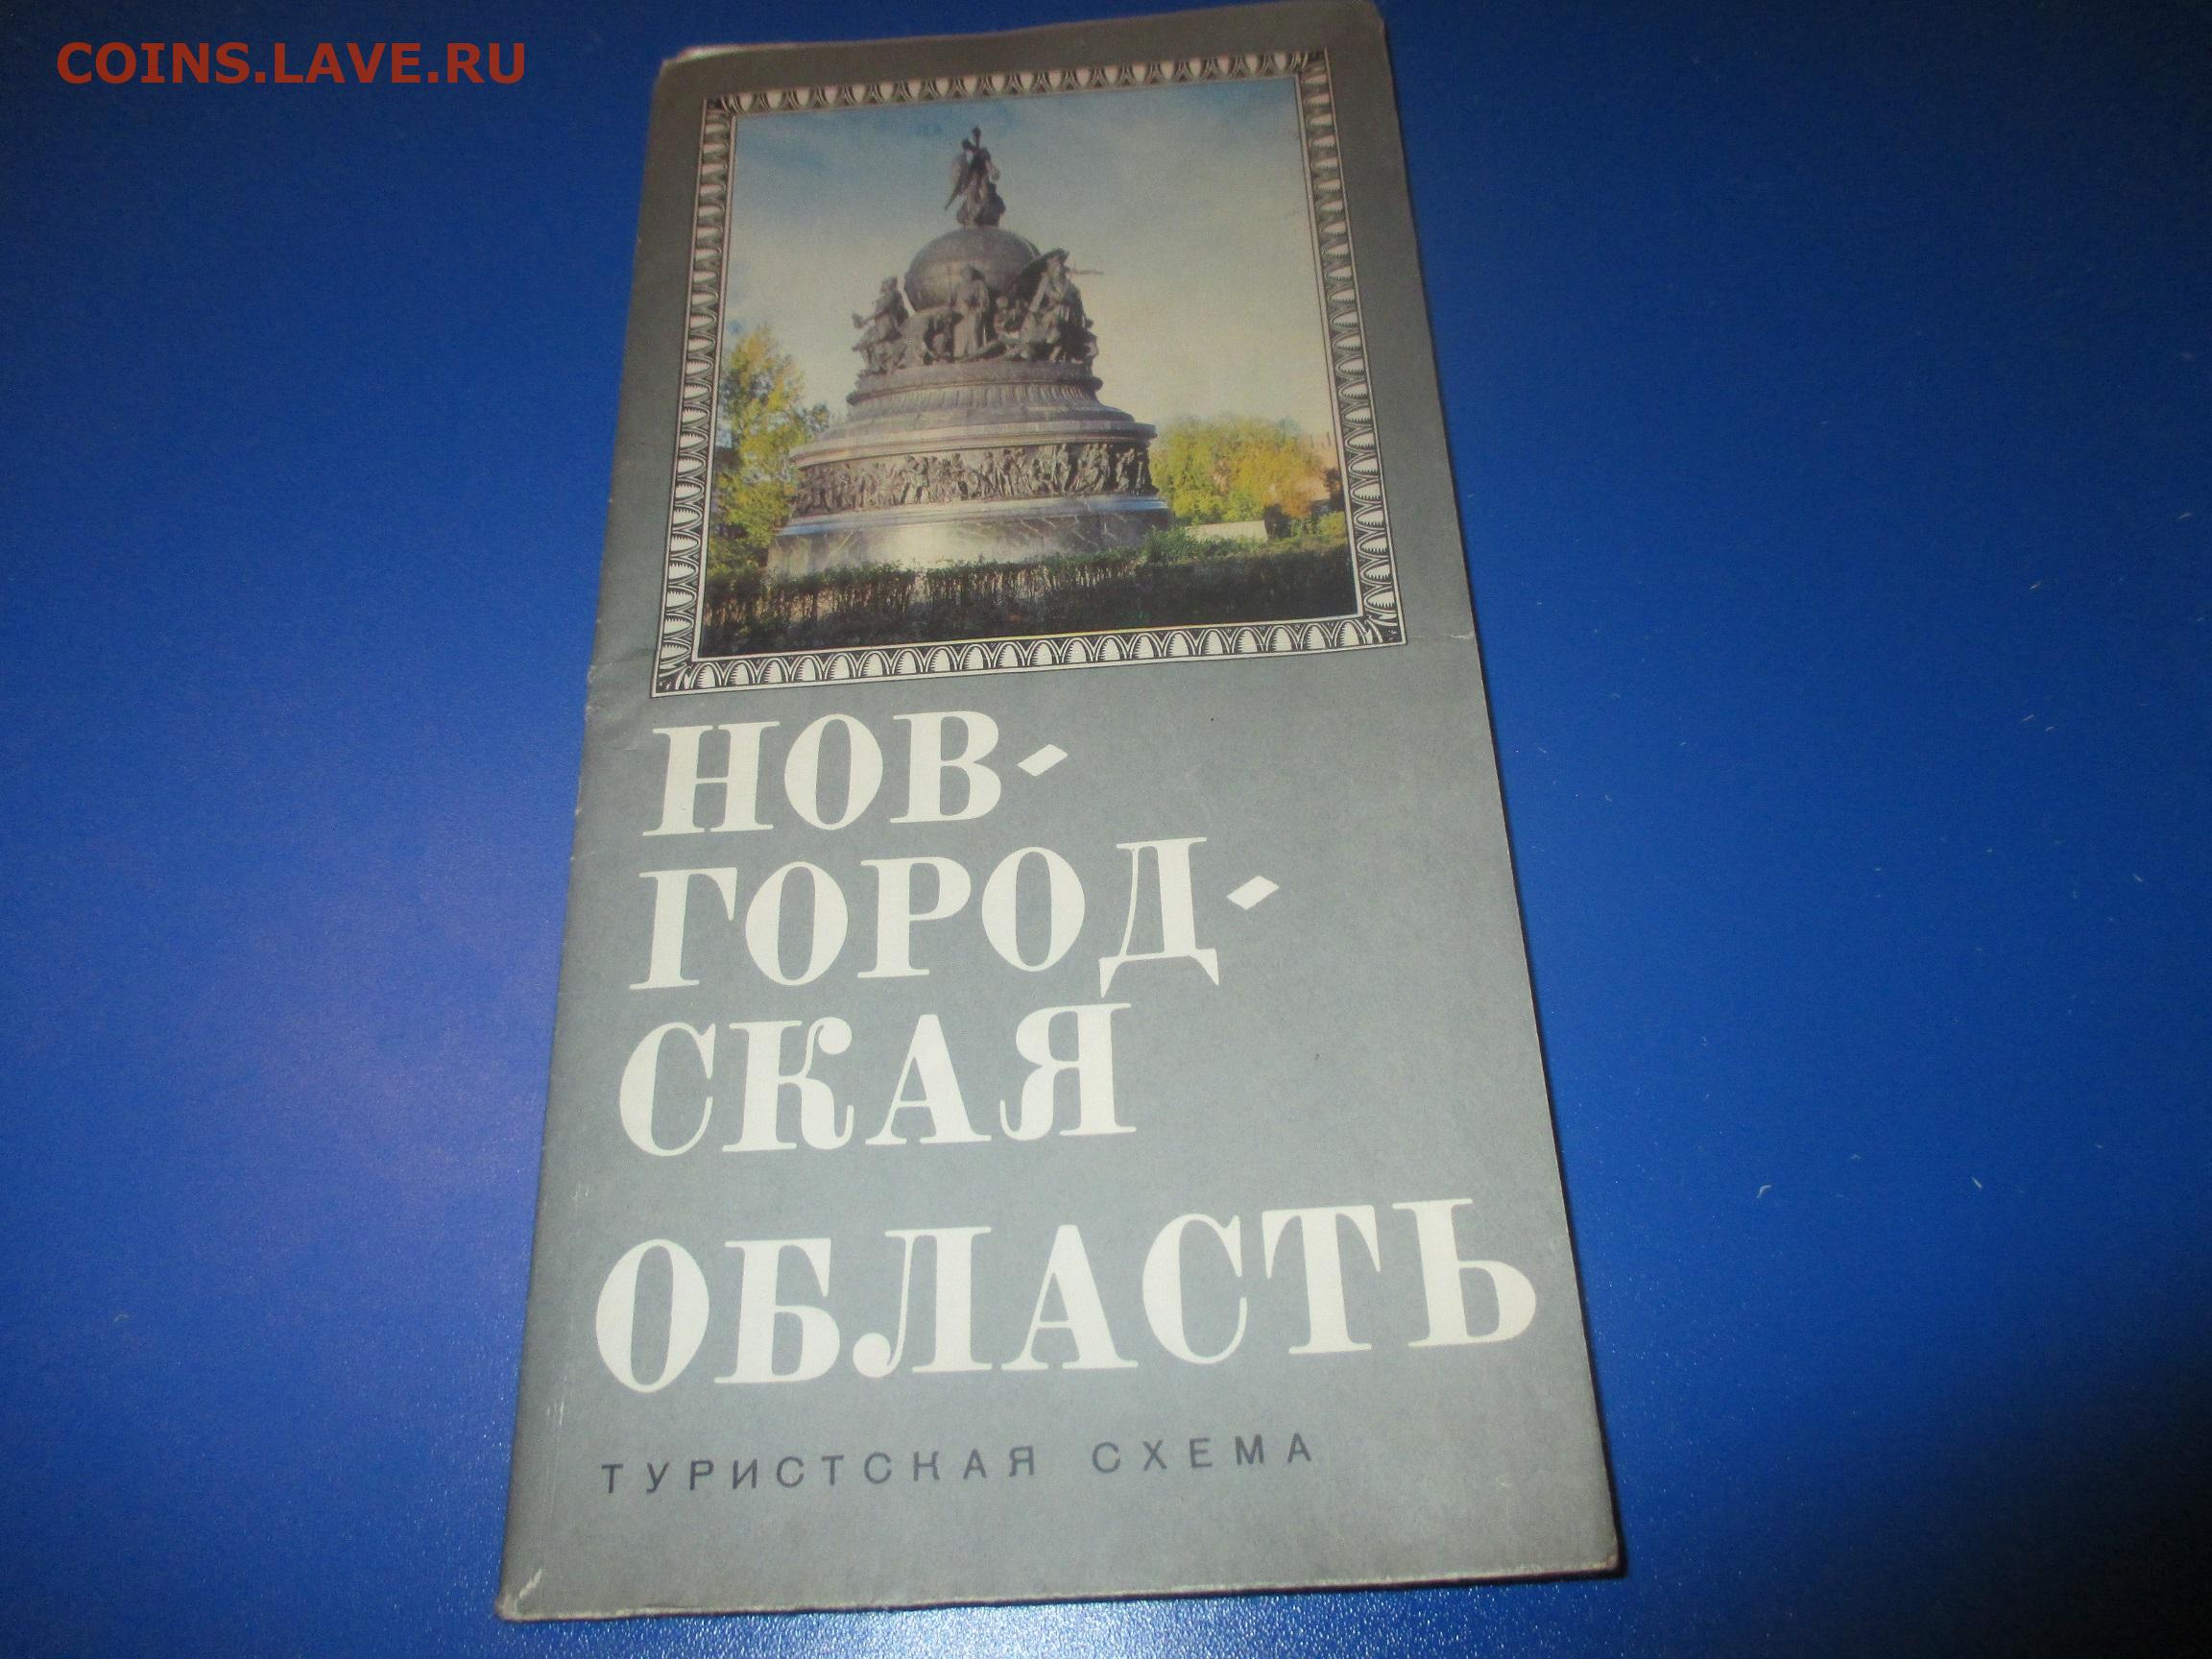 COINS.LAVE.RU
НОВ-
ГОРОД-
СКАЯ
ОБЛАСТЬ
ТУРИСТСКАЯ СХЕМА